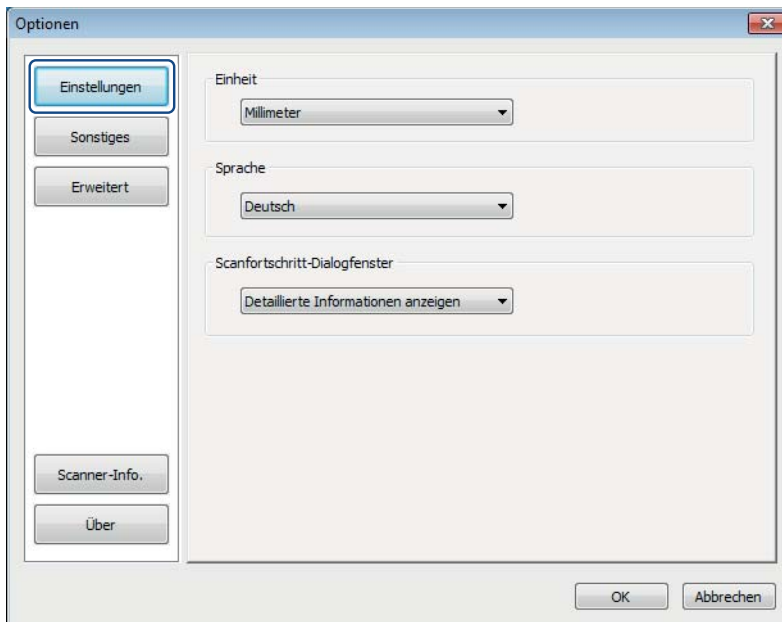 Optionen
Einstellungen
Sonstiges
Erweitert
Scanner-Info.
Über
Einheit
Millimeter
Sprache
Deutsch
Scanfortschritt-Dialogfenster
Detaillierte Informationen anzeigen
OK
Abbrechen